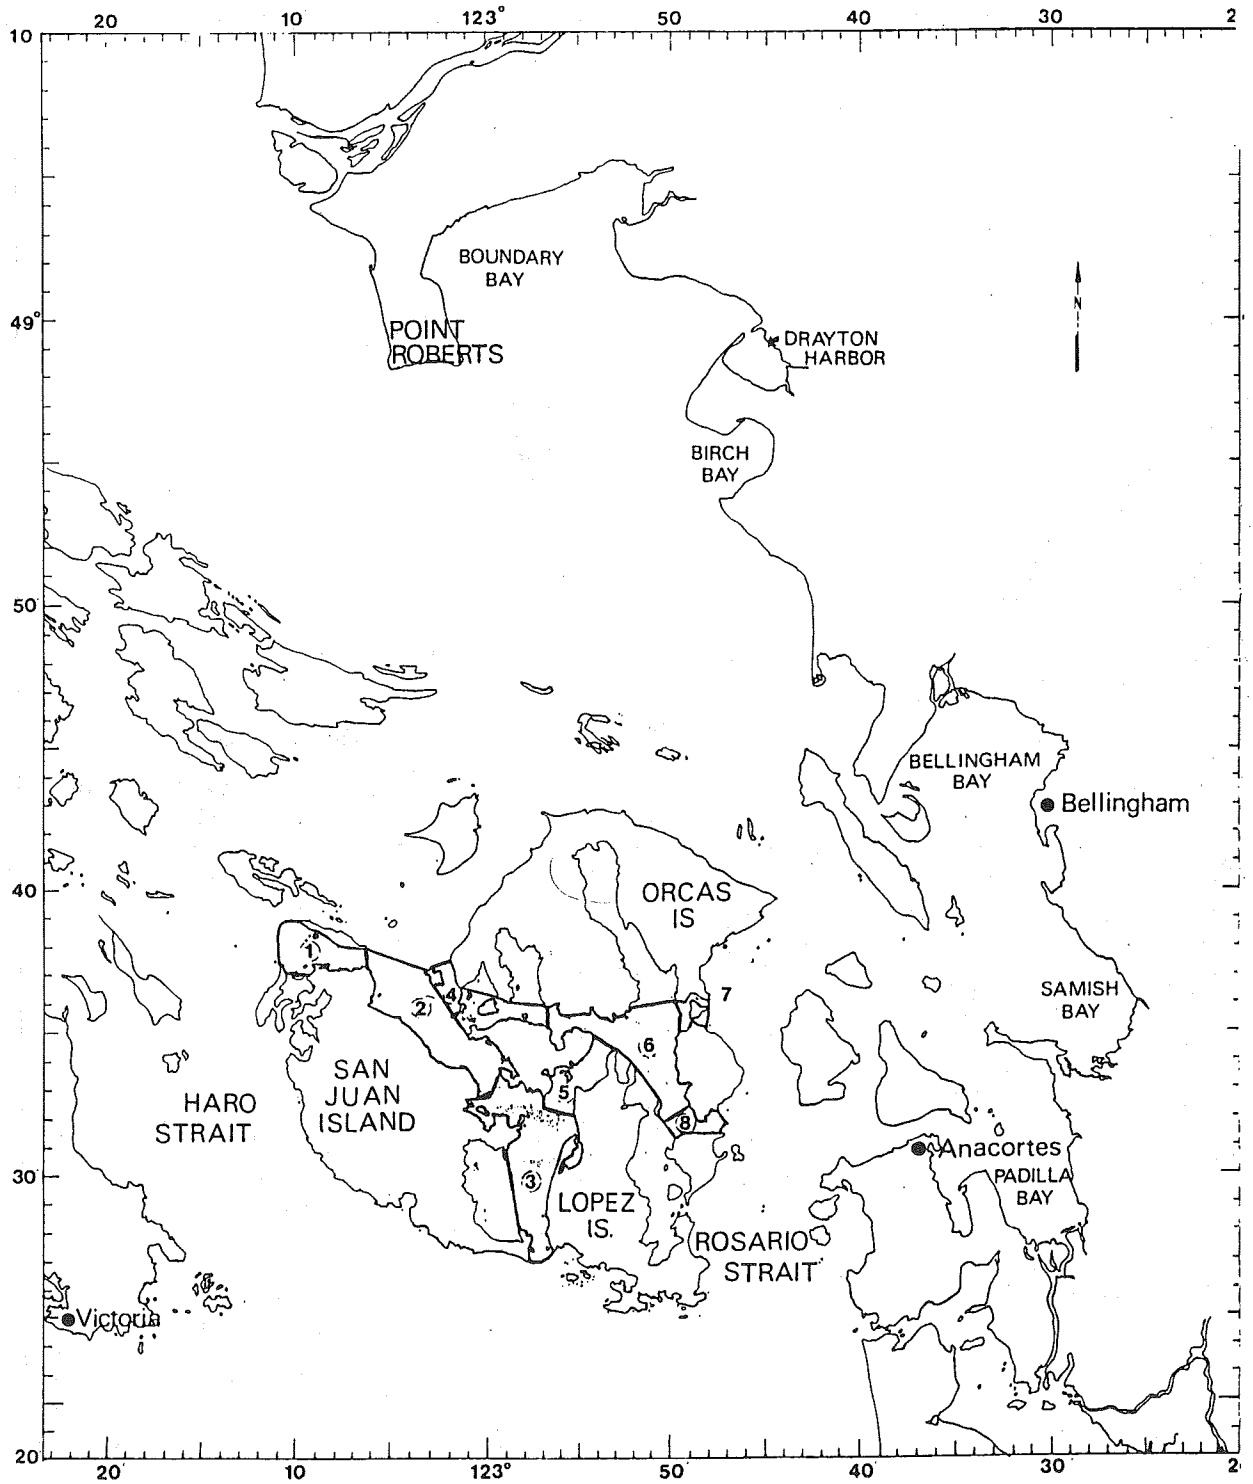 20 10 123° 50 40 30 2
10
BOUNDARY
BAY
N
49°
POINT
ROBERTS
DRAYTON
HARBOR
BIRCH
BAY
50'
BELLINGHAM
BAY
Bellingham
40'
ORCAS
IS
1
7
SAMISH
BAY
2
4
6
SAN
JUAN
ISLAND
HARO
STRAIT
5
8
Anacortes
30'
3
PADILLA
BAY
LOPEZ
IS.
ROSARIO
STRAIT
Victoria
20'
20' 10 123° 50' 40 30 20